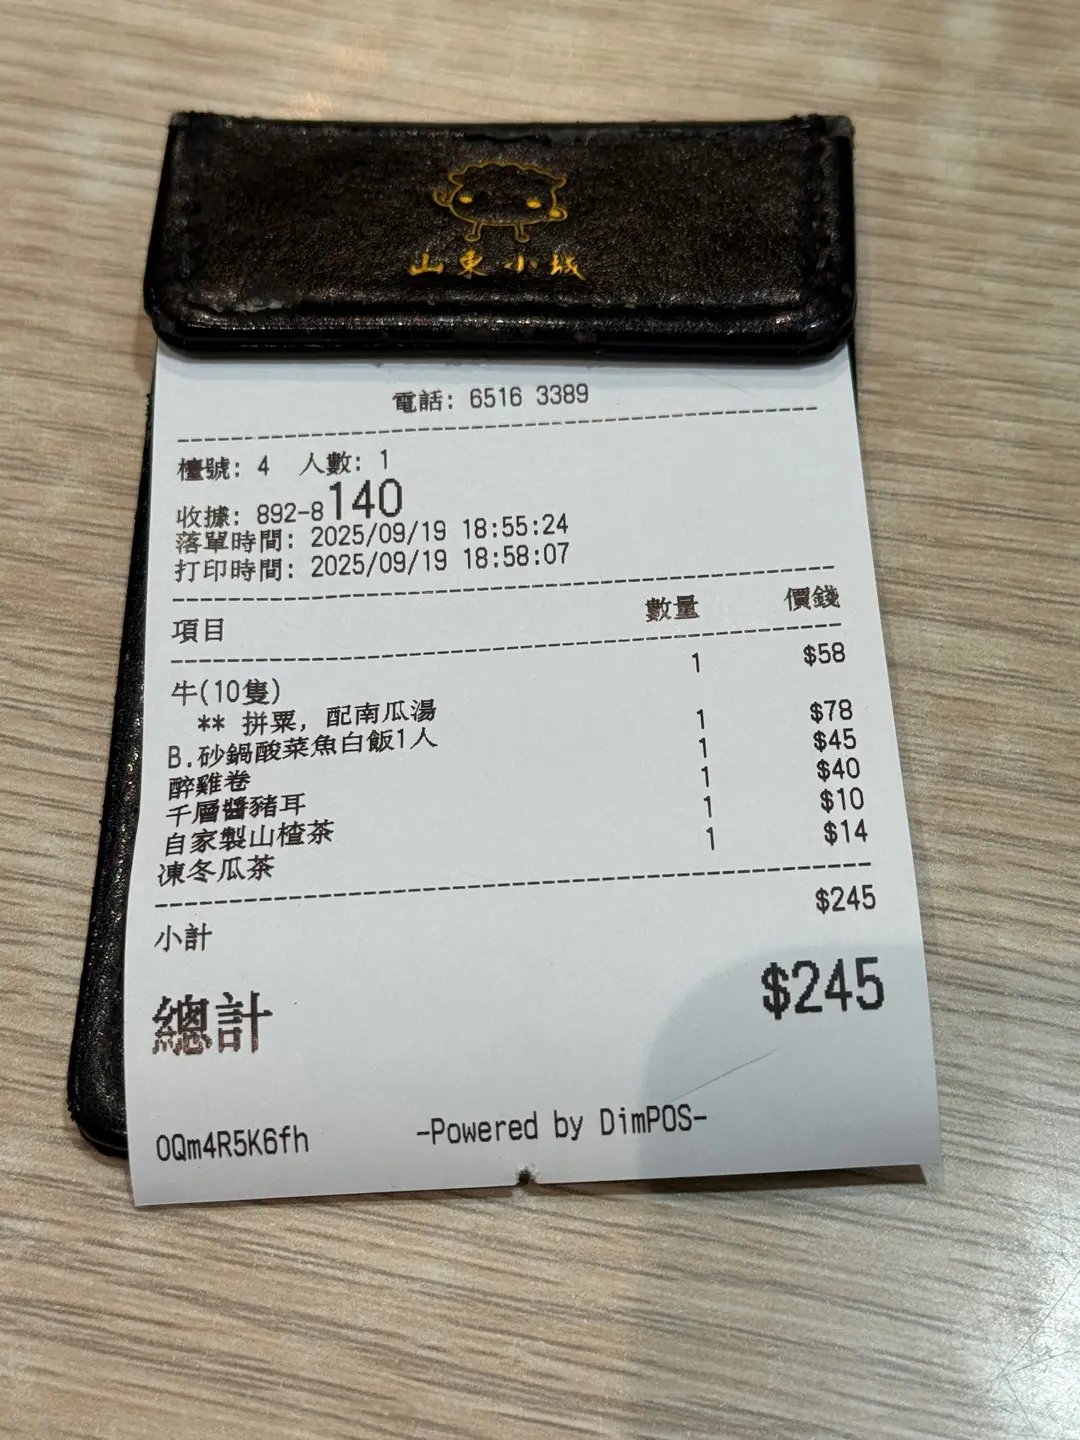 山東小餞
電話: 6516 3389
檯號: 4 人數: 1
收據: 892-8140
落單時間: 2025/09/19 18:55:24
打印時間: 2025/09/19 18:58:07
項目 數量 價錢
牛(10隻) 1 $58
** 拼粟, 配南瓜湯
B.砂鍋酸菜魚白飯1人 1 $78
醉雞卷 1 $45
千層醬豬耳 1 $40
自家製山楂茶 1 $10
凍冬瓜茶 1 $14
小計 $245
總計 $245
OQm4R5K6fh -Powered by DimPOS-